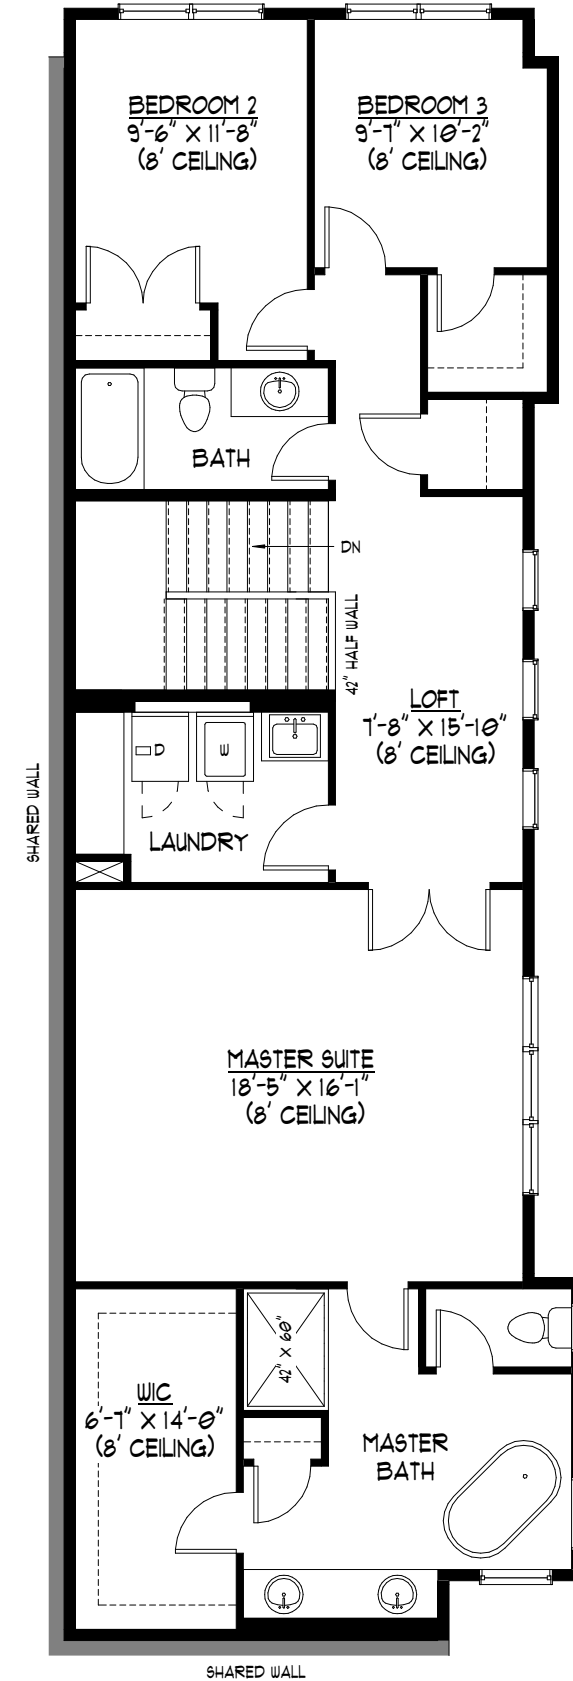 BEDROOM 2
9'-6" X 11'-8"
(8' CEILING)
BEDROOM 3
9'-7" X 10'-2"
(8' CEILING)
BATH
DN
42" HALF WALL
LOFT
7'-8" X 15'-10"
(8' CEILING)
D
W
LAUNDRY
SHARED WALL
MASTER SUITE
18'-5" X 16'-1"
(8' CEILING)
42" X 60"
WIC
6'-7" X 14'-0"
(8' CEILING)
MASTER
BATH
SHARED WALL